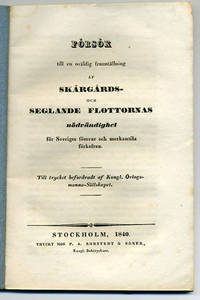 FÖRSÖK
till en oväldig framställning
AF
SKÄRGÅRDS-
OCH
SEGLANDE FLOTTORNAS
nödvändighet
för Sveriges försvar och merkantila
förkofran.
Till trycket befordradt af Kongl. Örlogs-
manna-Sällskapet.
STOCKHOLM, 1840.
TRYCKT HOS P. A. NORSTEDT & SÖNER,
Kongl. Boktryckare.